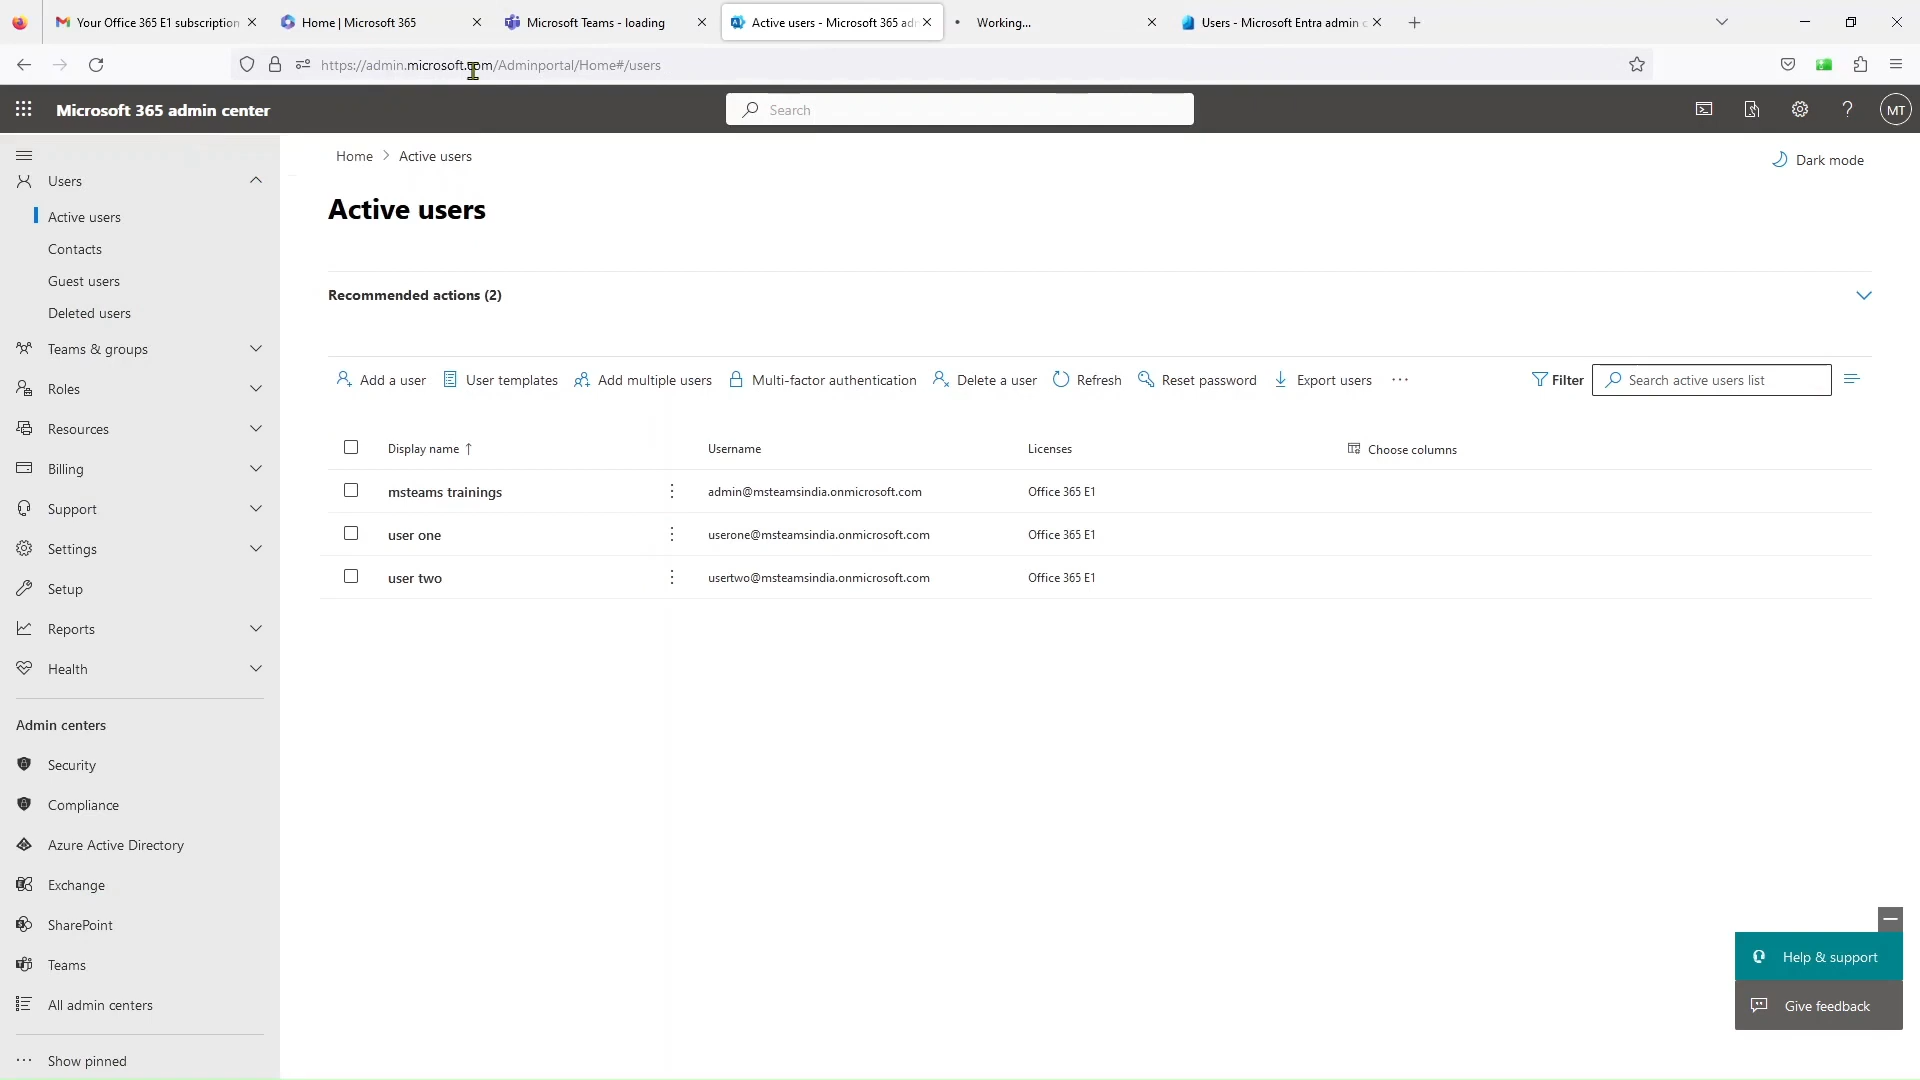 Your Office 365 E1 subscription
Home | Microsoft 365
Microsoft Teams - loading
Active users - Microsoft 365 adm
Working...
Users - Microsoft Entra admin c
https://admin.microsoft.com/Adminportal/Home#/users
Microsoft 365 admin center
Search
MT
Home > Active users
Dark mode
Users
Active users
Contacts
Guest users
Deleted users
Teams & groups
Roles
Resources
Billing
Support
Settings
Setup
Reports
Health
Admin centers
Security
Compliance
Azure Active Directory
Exchange
SharePoint
Teams
All admin centers
Show pinned
Active users
Recommended actions (2)
Add a user User templates Add multiple users Multi-factor authentication Delete a user Refresh Reset password Export users Filter Search active users list
Display name ↑ Username Licenses Choose columns
msteams trainings admin@msteamsindia.onmicrosoft.com Office 365 E1
user one userone@msteamsindia.onmicrosoft.com Office 365 E1
user two usertwo@msteamsindia.onmicrosoft.com Office 365 E1
Help & support
Give feedback